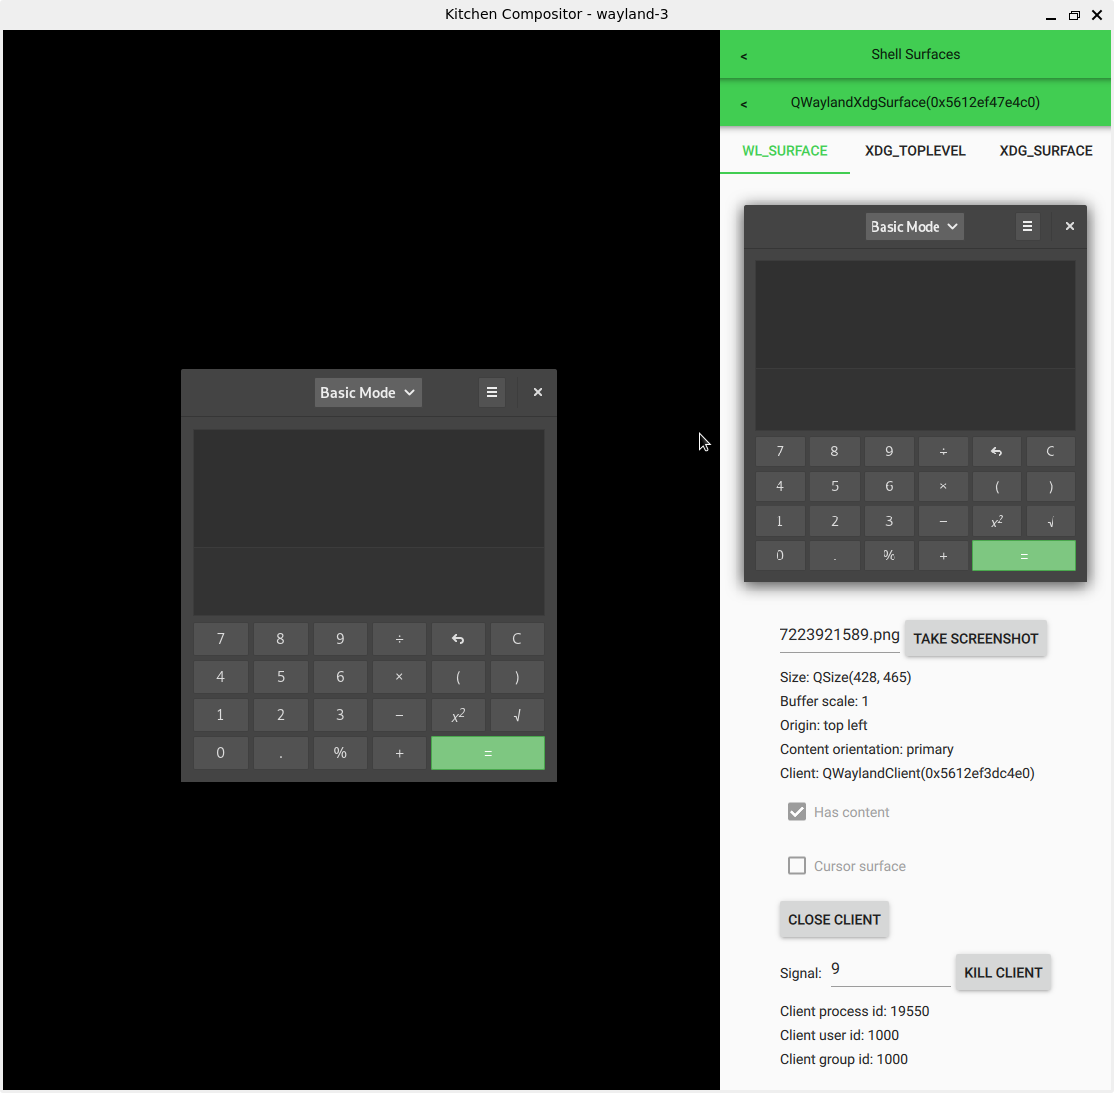 Kitchen Compositor - wayland-3
< Shell Surfaces
< QWaylandXdgSurface(0x5612ef47e4c0)
WL_SURFACE XDG_TOPLEVEL XDG_SURFACE
Basic Mode
7 8 9 ÷ C
4 5 6 × ( )
1 2 3 − x² √
0 . % + =
Basic Mode
7 8 9 ÷ C
4 5 6 × ( )
1 2 3 − x² √
0 . % + =
7223921589.png TAKE SCREENSHOT
Size: QSize(428, 465)
Buffer scale: 1
Origin: top left
Content orientation: primary
Client: QWaylandClient(0x5612ef3dc4e0)
Has content
Cursor surface
CLOSE CLIENT
Signal: 9 KILL CLIENT
Client process id: 19550
Client user id: 1000
Client group id: 1000